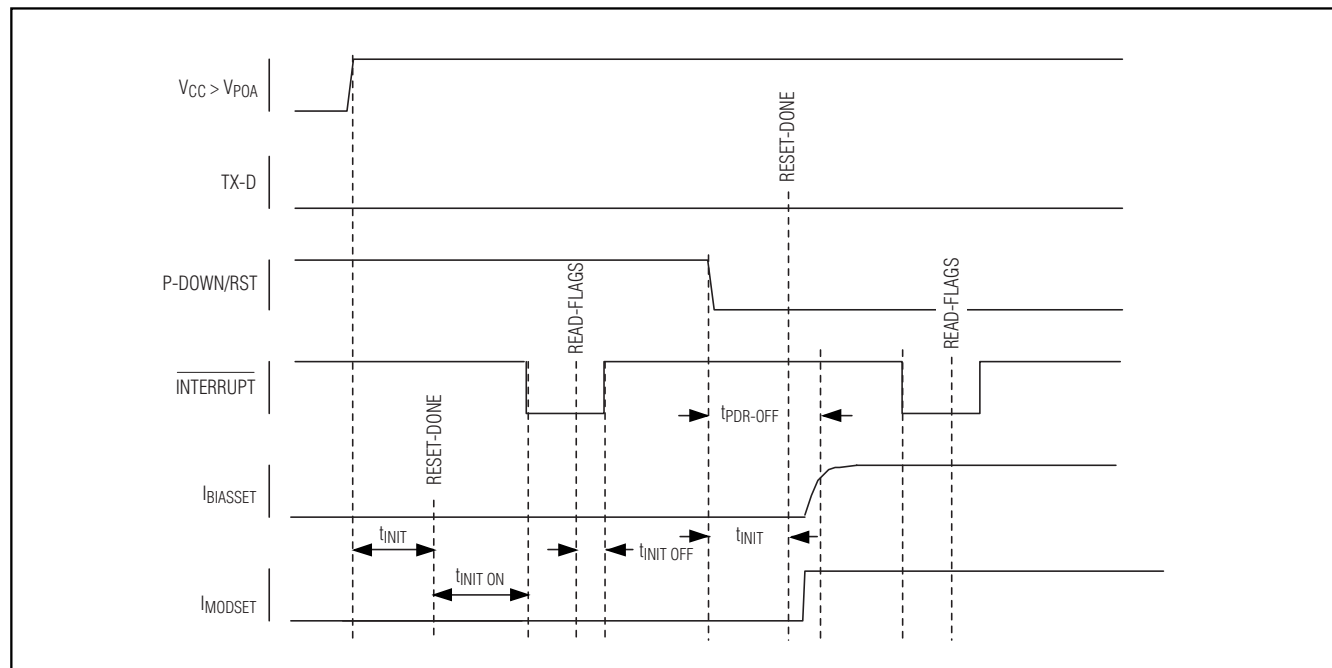 VCC > VPOA
RESET-DONE
TX-D
P-DOWN/RST
READ-FLAGS
READ-FLAGS
INTERRUPT
tPDR-OFF
RESET-DONE
IBIASSET
tINIT
tINIT OFF
tINIT
tINIT ON
IMODSET